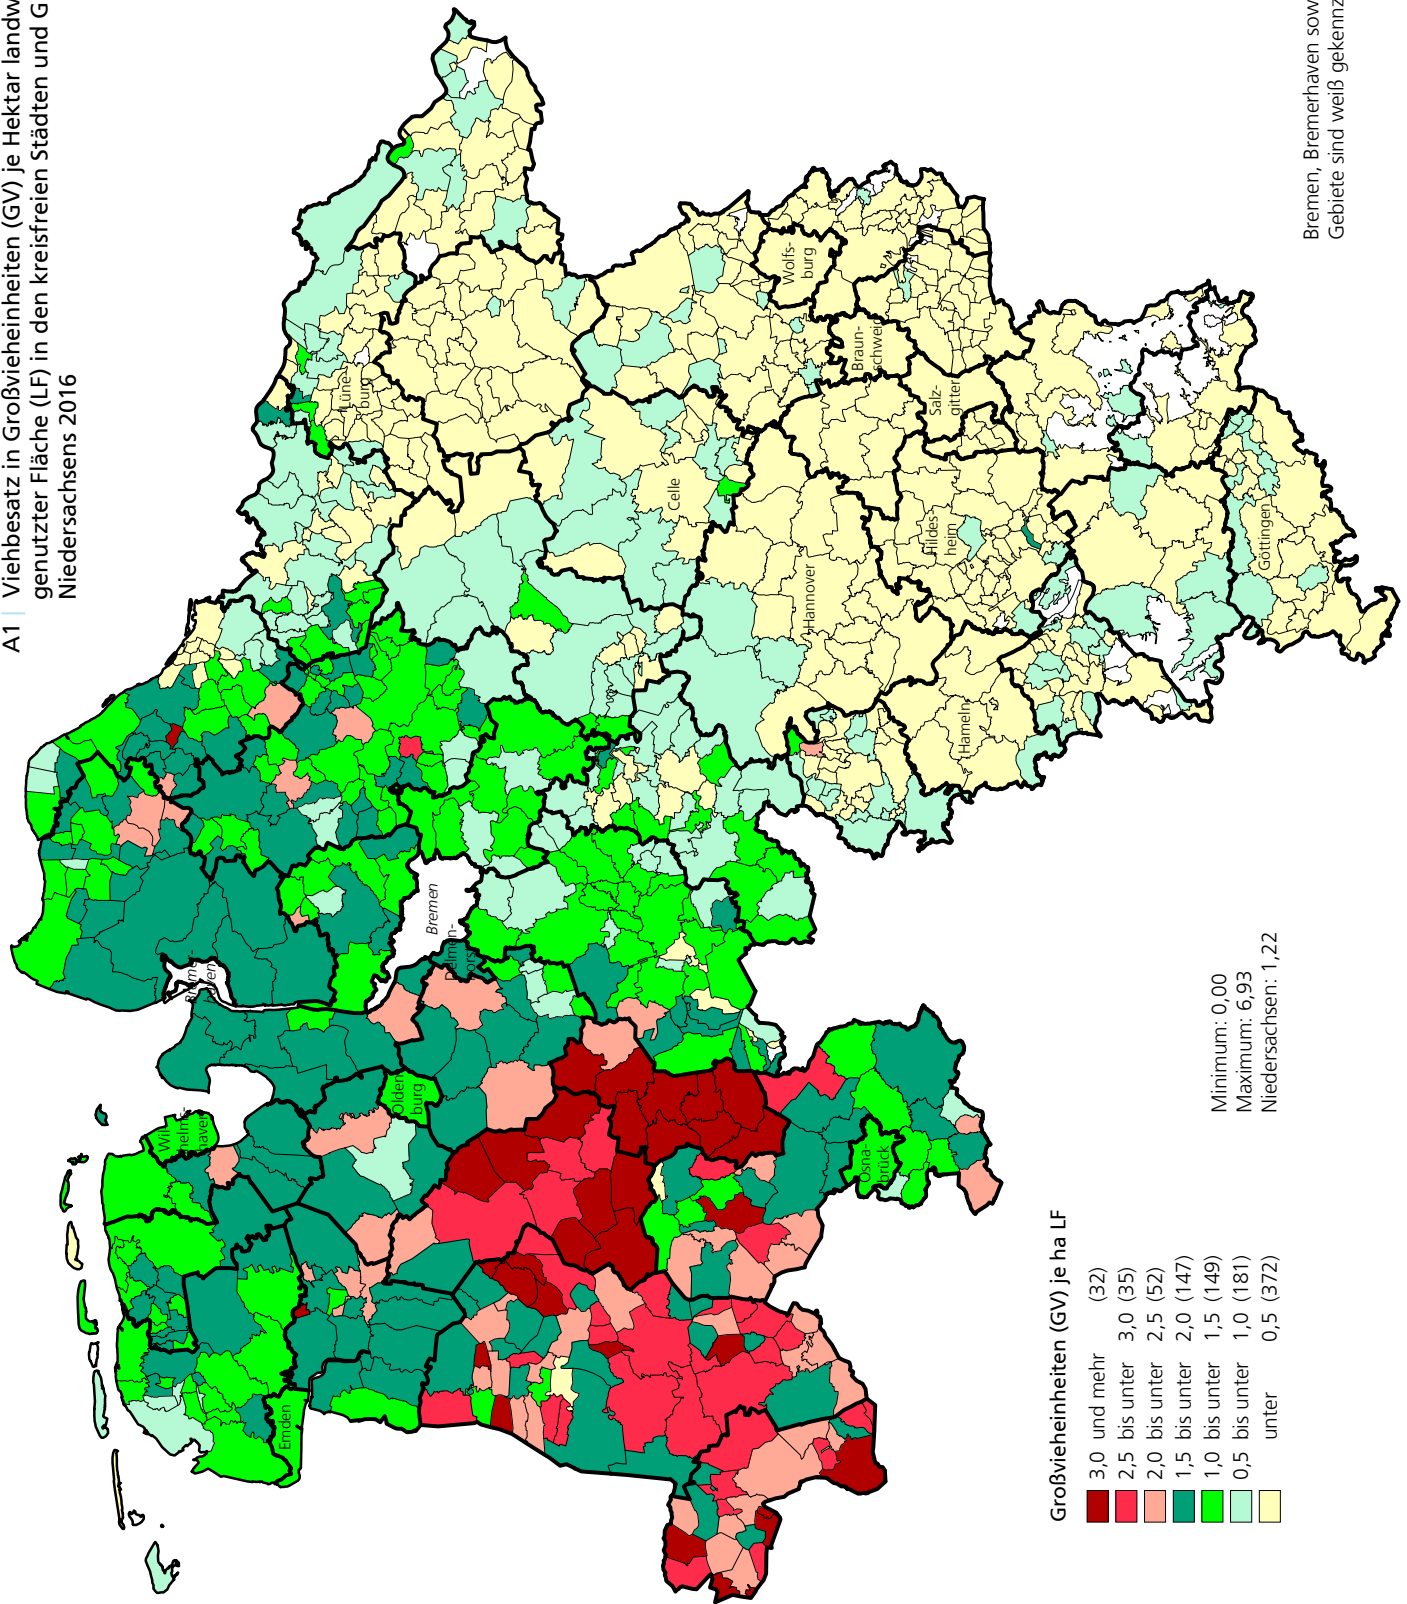 A1 | Viehbesatz in Großvieheinheiten (GV) je Hektar
genutzter Fläche (LF) in den kreisfreien Städten und
Niedersachsens 2016
Bremen, Bremerhaven
Gebiete sind weiß
Emden
Wil-
helms-
haven
Bremer-
haven
Olden
burg
Delmen-
horst
Bremen
Osna-
brück
Lüne-
burg
Celle
Hannover
Wolfs-
burg
Braun-
schweig
Salz-
gitter
Hildes
heim
Hameln
Göttingen
Großvieheinheiten (GV) je ha LF
3,0 und mehr (32)
2,5 bis unter 3,0 (35)
2,0 bis unter 2,5 (52)
1,5 bis unter 2,0 (147)
1,0 bis unter 1,5 (149)
0,5 bis unter 1,0 (181)
unter 0,5 (372)
Minimum: 0,00
Maximum: 6,93
Niedersachsen: 1,22